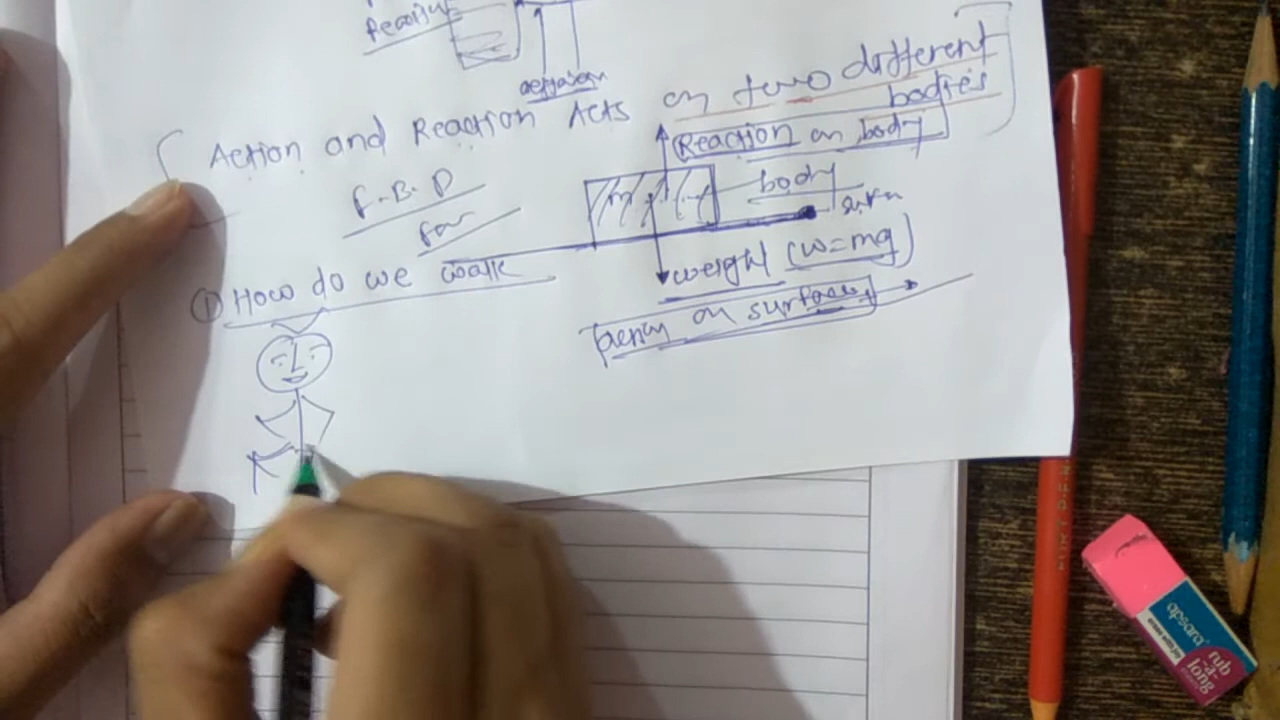 Reaction
Action and Reaction Acts on two different
bodies
Reaction on body
F.B.D
for
body
weight (W=mg)
on surface
① How do we walk
apsara
rub-a-
long